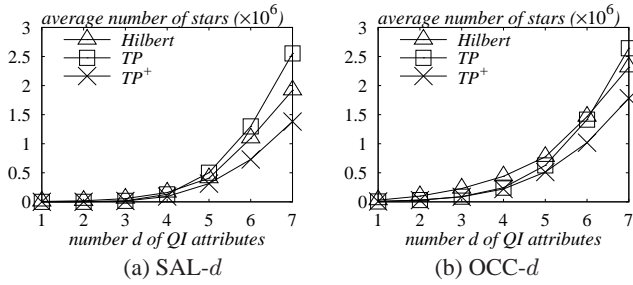 average number of stars (×10⁶)
3
2.5
2
1.5
1
0.5
0
Hilbert
TP
TP⁺
1 2 3 4 5 6 7
number d of QI attributes
(a) SAL-d
average number of stars (×10⁶)
3
2.5
2
1.5
1
0.5
0
Hilbert
TP
TP⁺
1 2 3 4 5 6 7
number d of QI attributes
(b) OCC-d